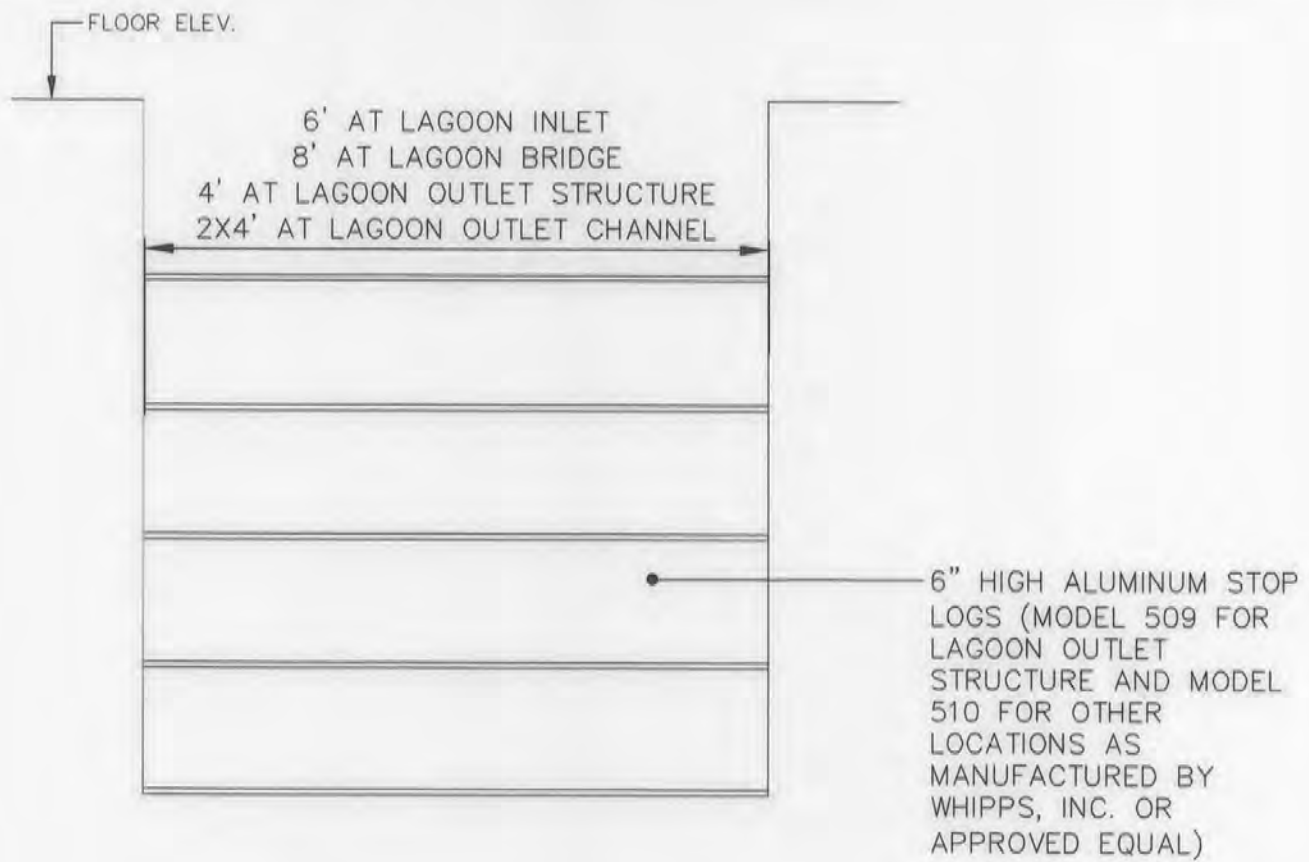 FLOOR ELEV.
6' AT LAGOON INLET
8' AT LAGOON BRIDGE
4' AT LAGOON OUTLET STRUCTURE
2X4' AT LAGOON OUTLET CHANNEL
6" HIGH ALUMINUM STOP
LOGS (MODEL 509 FOR
LAGOON OUTLET
STRUCTURE AND MODEL
510 FOR OTHER
LOCATIONS AS
MANUFACTURED BY
WHIPPS, INC. OR
APPROVED EQUAL)